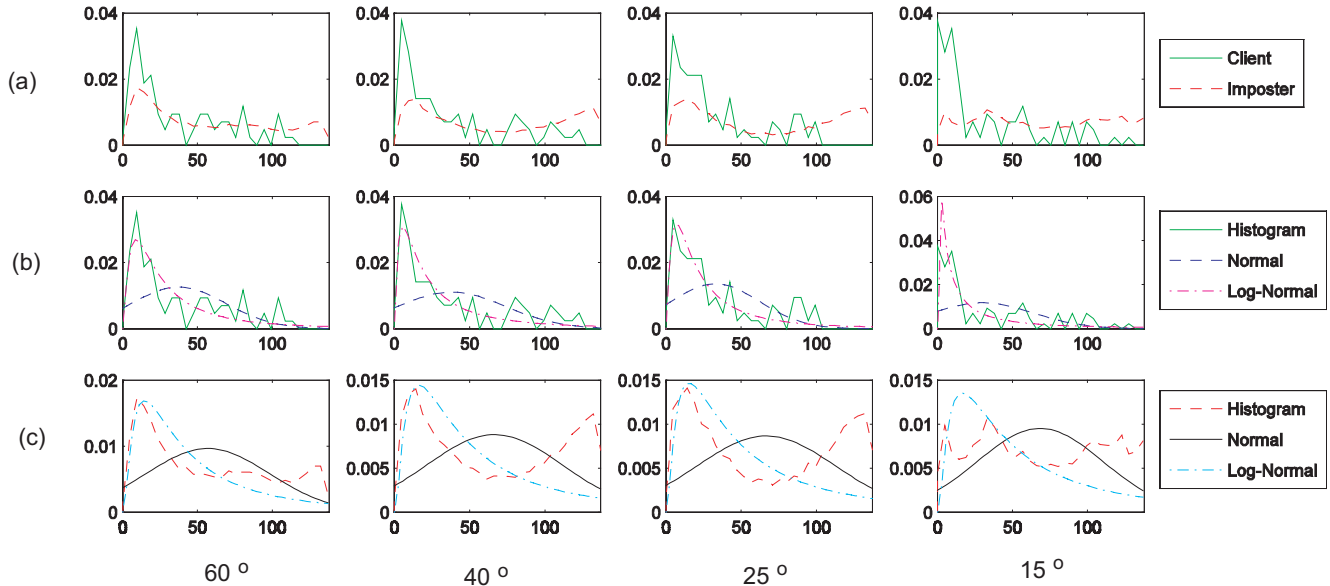 (a)
0.04 0.02 0 0 50 100
0.04 0.02 0 0 50 100
0.04 0.02 0 0 50 100
0.04 0.02 0 0 50 100
Client
Imposter
(b)
0.04 0.02 0 0 50 100
0.04 0.02 0 0 50 100
0.04 0.02 0 0 50 100
0.06 0.04 0.02 0 0 50 100
Histogram
Normal
Log-Normal
(c)
0.02 0.01 0 0 50 100
0.015 0.01 0.005 0 0 50 100
0.015 0.01 0.005 0 0 50 100
0.015 0.01 0.005 0 0 50 100
Histogram
Normal
Log-Normal
60 º 40 º 25 º 15 º